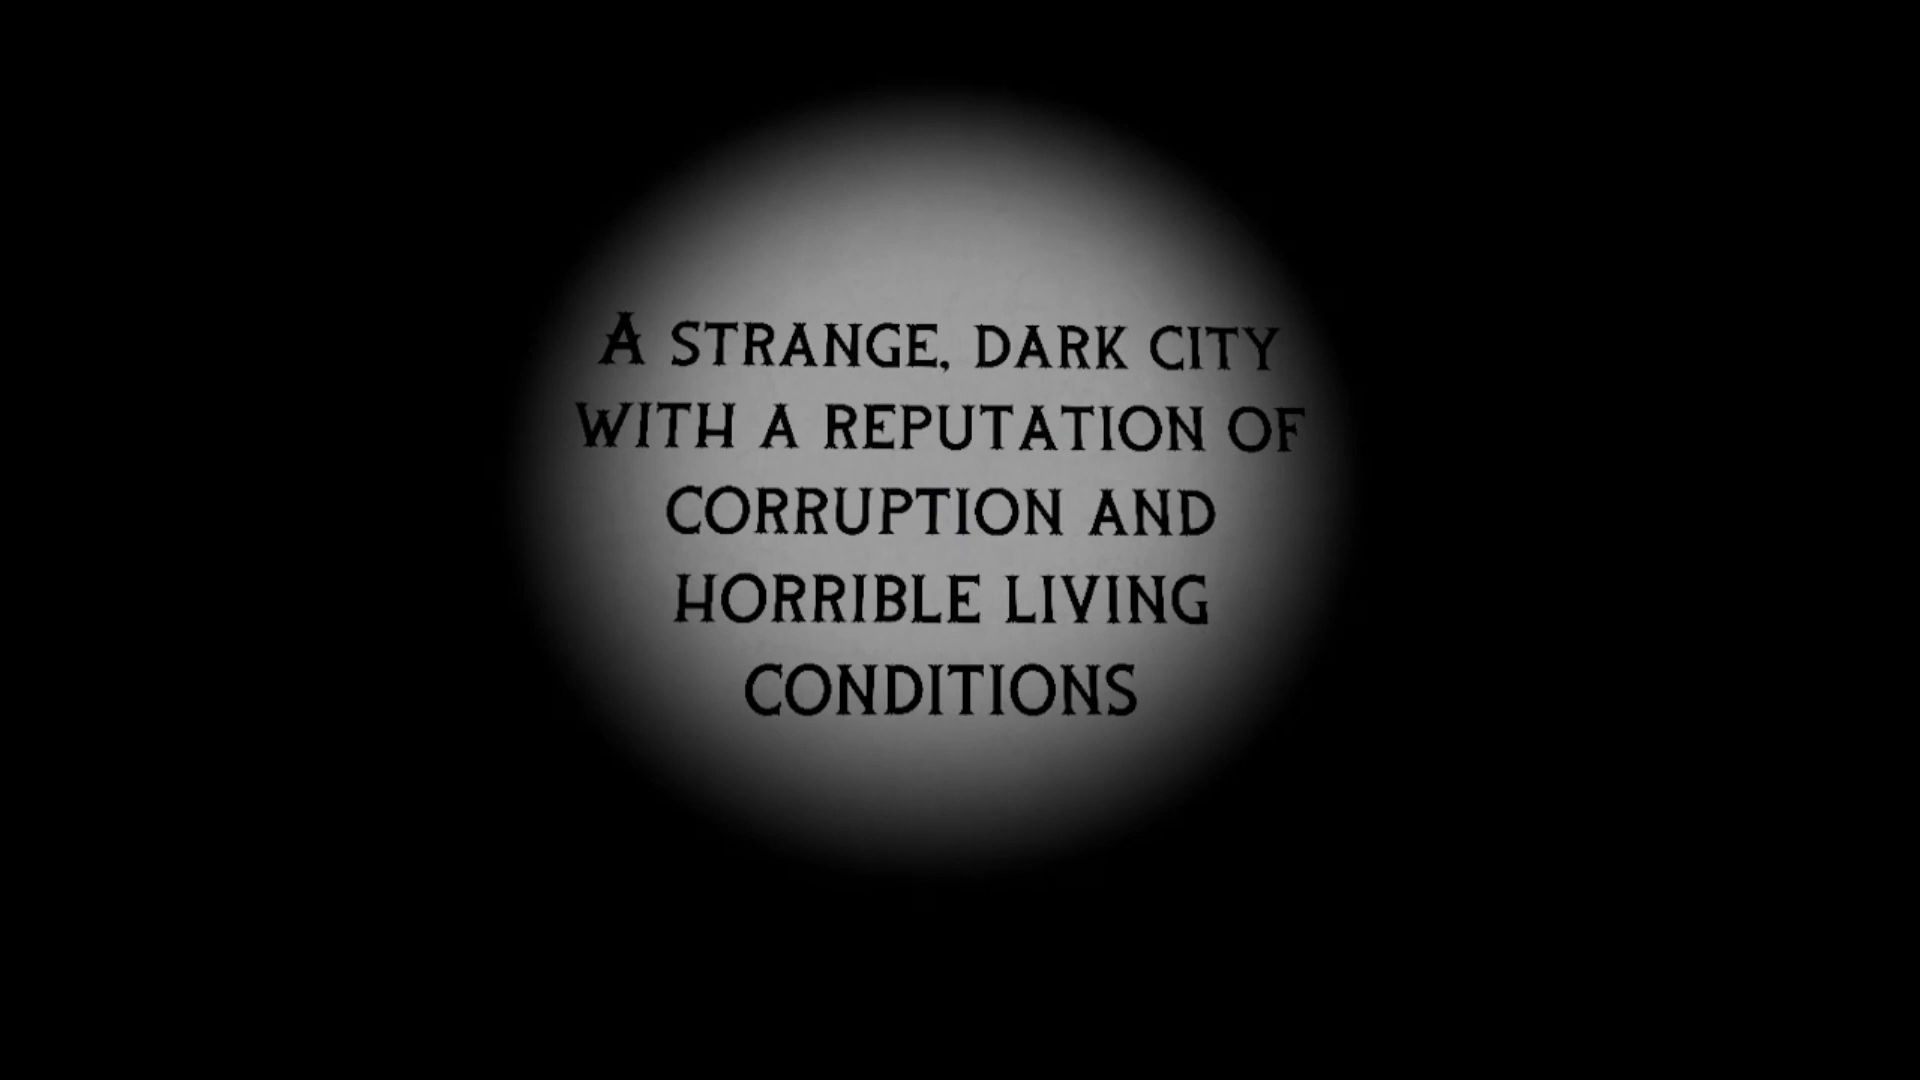 A STRANGE, DARK CITY
WITH A REPUTATION OF
CORRUPTION AND
HORRIBLE LIVING
CONDITIONS